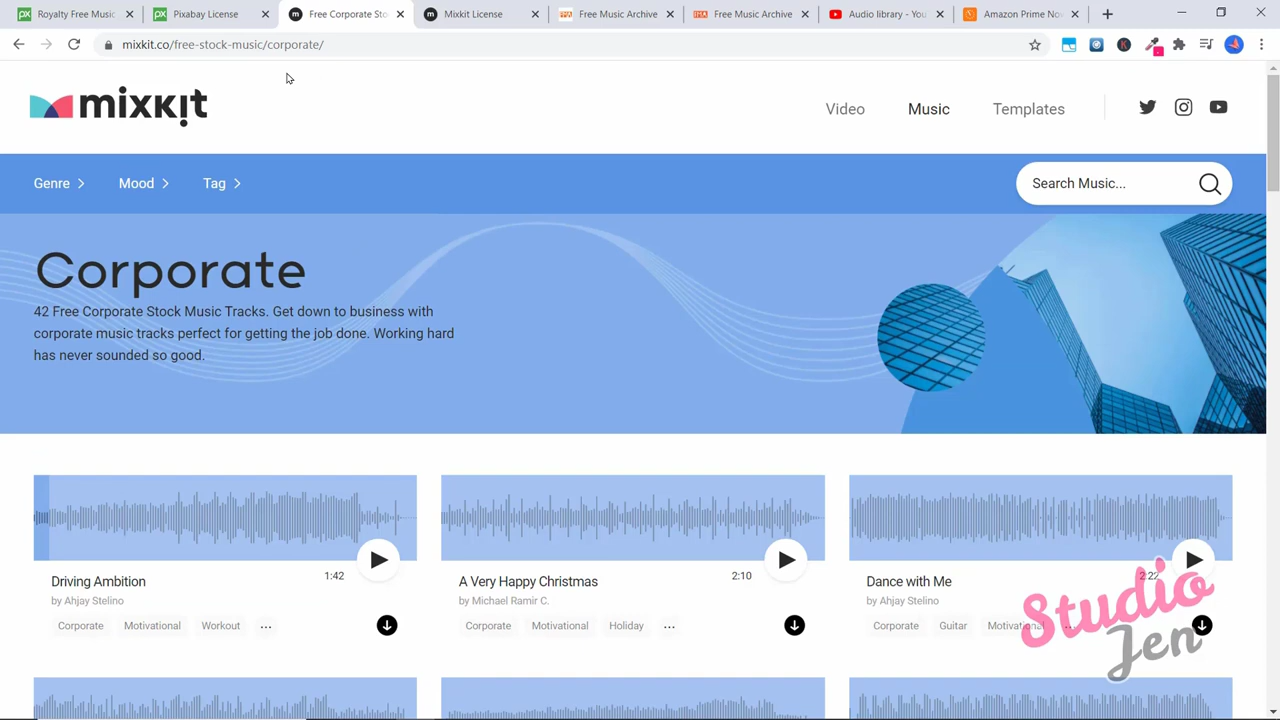 Royalty Free Music
Pixabay License
Free Corporate Sto
Mixkit License
Free Music Archive
Free Music Archive
Audio library - You
Amazon Prime No
mixkit.co/free-stock-music/corporate/
mixkit
Video
Music
Templates
Genre
Mood
Tag
Search Music...
Corporate
42 Free Corporate Stock Music Tracks. Get down to business with
corporate music tracks perfect for getting the job done. Working hard
has never sounded so good.
Driving Ambition
1:42
by Ahjay Stelino
Corporate
Motivational
Workout
...
A Very Happy Christmas
2:10
by Michael Ramir C.
Corporate
Motivational
Holiday
...
Dance with Me
2:22
by Ahjay Stelino
Corporate
Guitar
Motivational
Studio
Jen